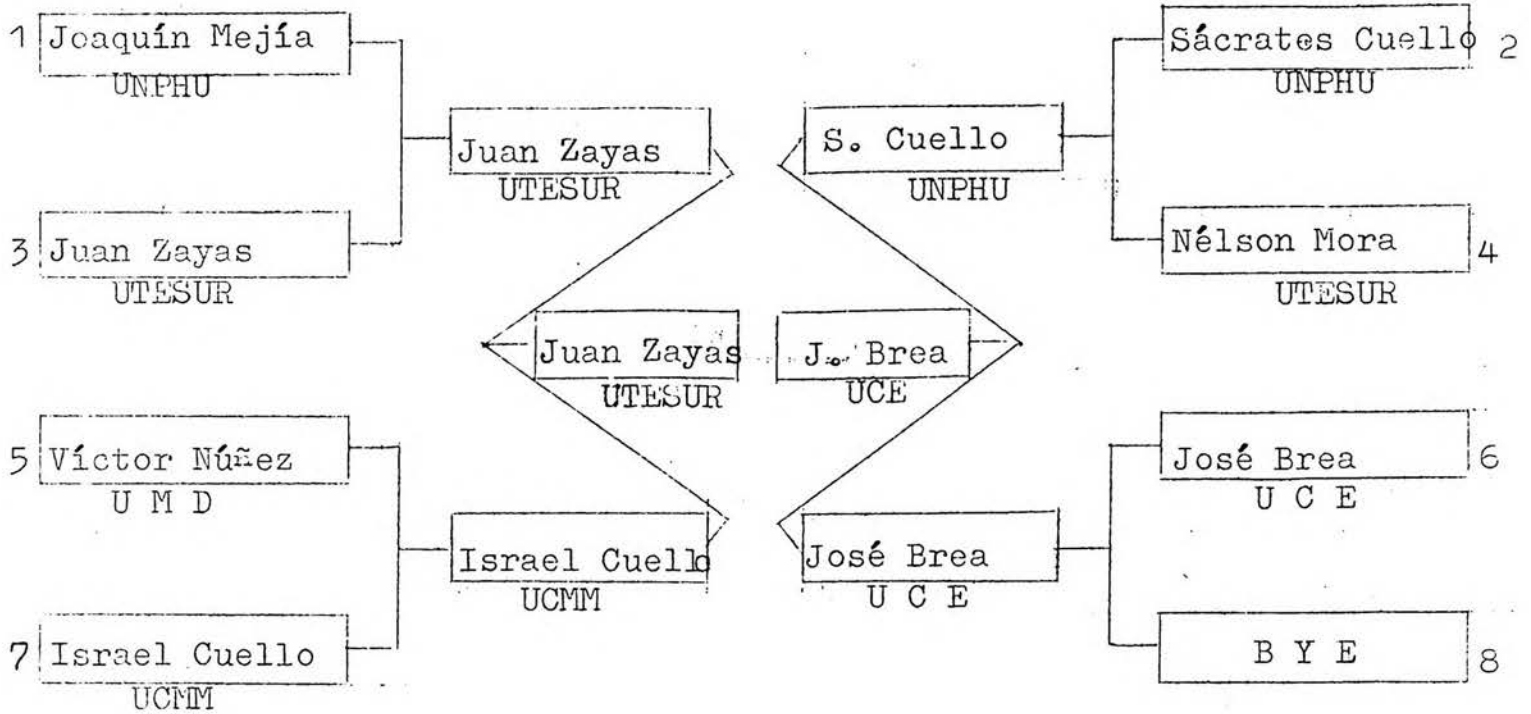 1 Joaquín Mejía
UNPHU
Sácrates Cuello 2
UNPHU
Juan Zayas
UTESUR
S. Cuello
UNPHU
3 Juan Zayas
UTESUR
Nélson Mora 4
UTESUR
Juan Zayas
UTESUR
J. Brea
UCE
5 Víctor Núñez
U M D
José Brea 6
U C E
Israel Cuello
UCMM
José Brea
U C E
7 Israel Cuello
UCMM
B Y E 8